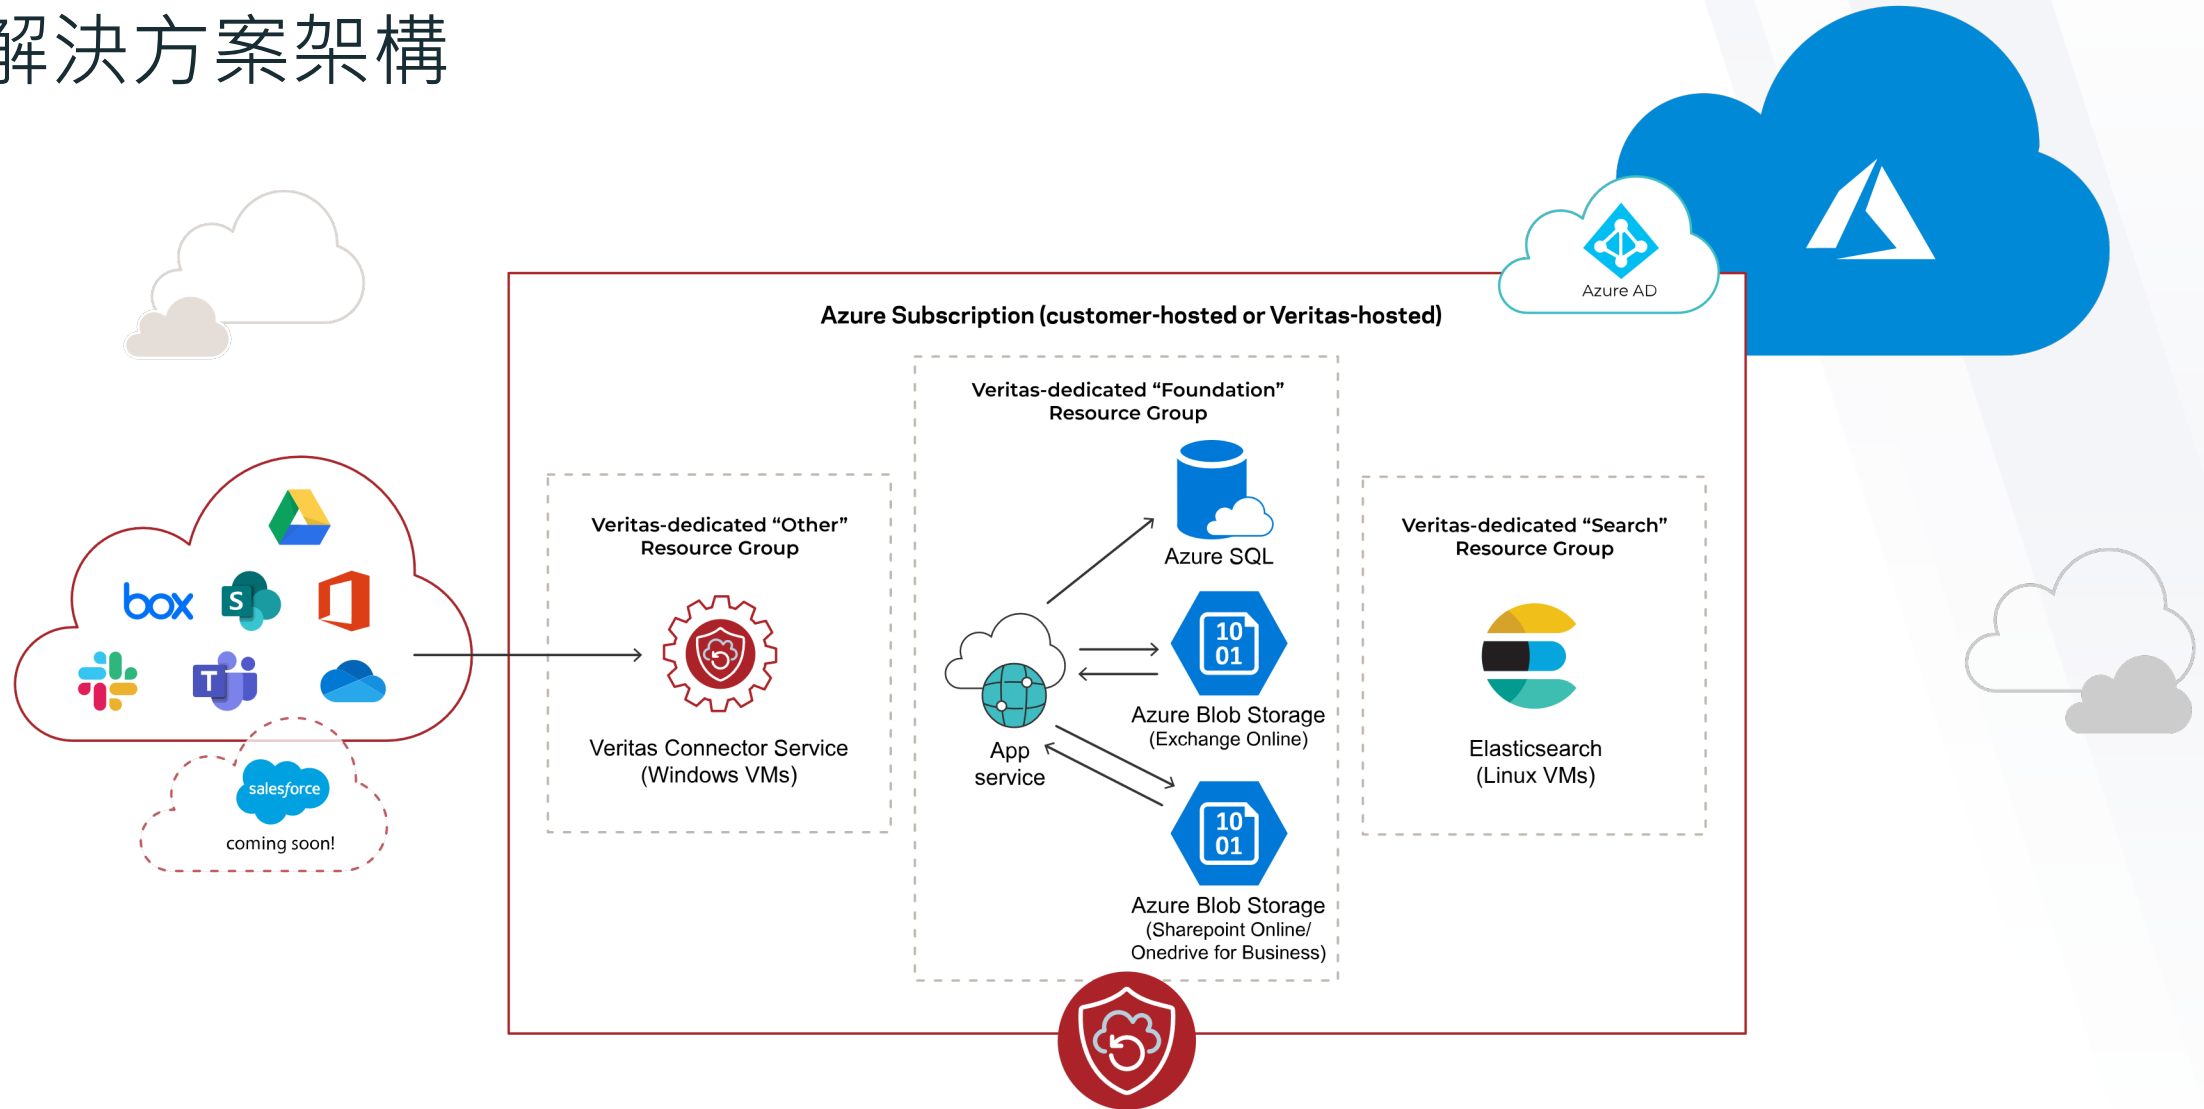 解決方案架構
Azure AD
Azure Subscription (customer-hosted or Veritas-hosted)
Veritas-dedicated “Foundation”
Resource Group
Azure SQL
Veritas-dedicated “Other”
Resource Group
Veritas-dedicated “Search”
Resource Group
box
S
T
10
01
Azure Blob Storage
(Exchange Online)
Veritas Connector Service
(Windows VMs)
App
service
Elasticsearch
(Linux VMs)
salesforce
coming soon!
10
01
Azure Blob Storage
(Sharepoint Online/
Onedrive for Business)